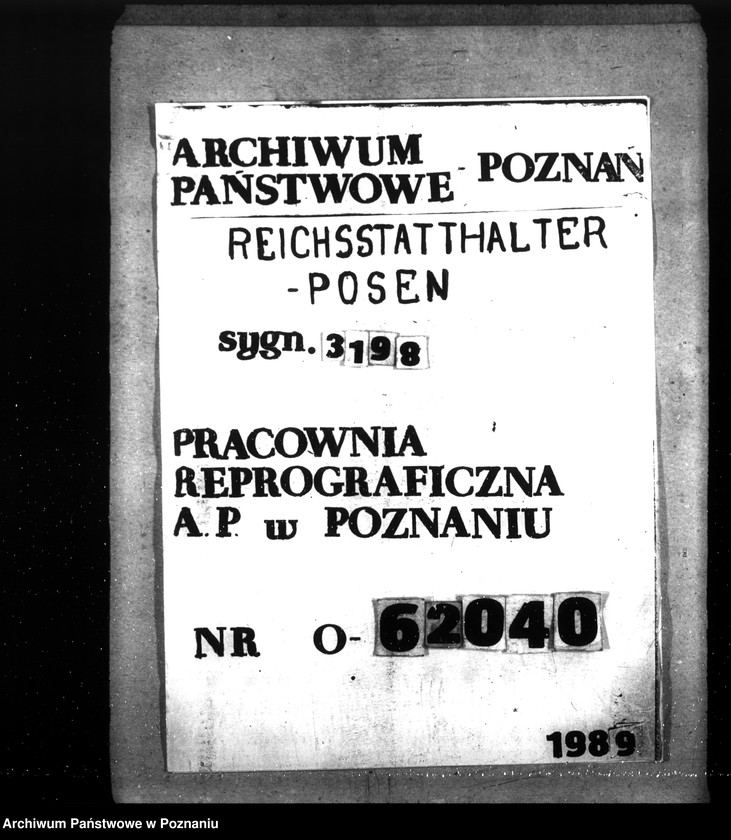 ARCHIWUM
PAŃSTWOWE - POZNAŃ
REICHSSTATTHALTER
-POSEN
sygn. 3198
PRACOWNIA
REPROGRAFICZNA
A.P. w POZNANIU
NR O-62040
1989
Archiwum Państwowe w Poznaniu